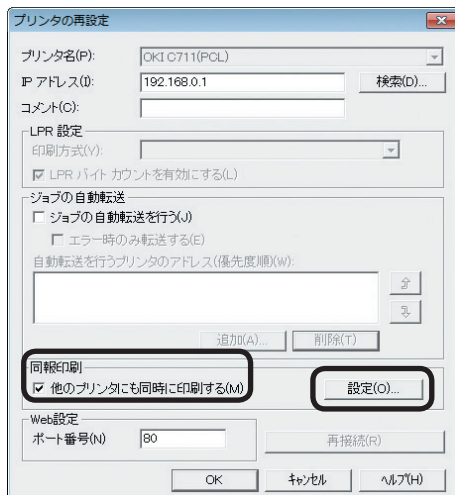 プリンタの再設定
プリンタ名(P): OKI C711(PCL)
IP アドレス(I): 192.168.0.1 検索(D)...
コメント(C):
LPR 設定
印刷方式(Y):
LPR バイト カウントを有効にする(L)
ジョブの自動転送
ジョブの自動転送を行う(J)
エラー時のみ転送する(E)
自動転送を行うプリンタのアドレス(優先度順)(W):
追加(A)... 削除(T)
同報印刷
他のプリンタにも同時に印刷する(M) 設定(O)...
Web設定
ポート番号(N) 80 再接続(R)
OK キャンセル ヘルプ(H)